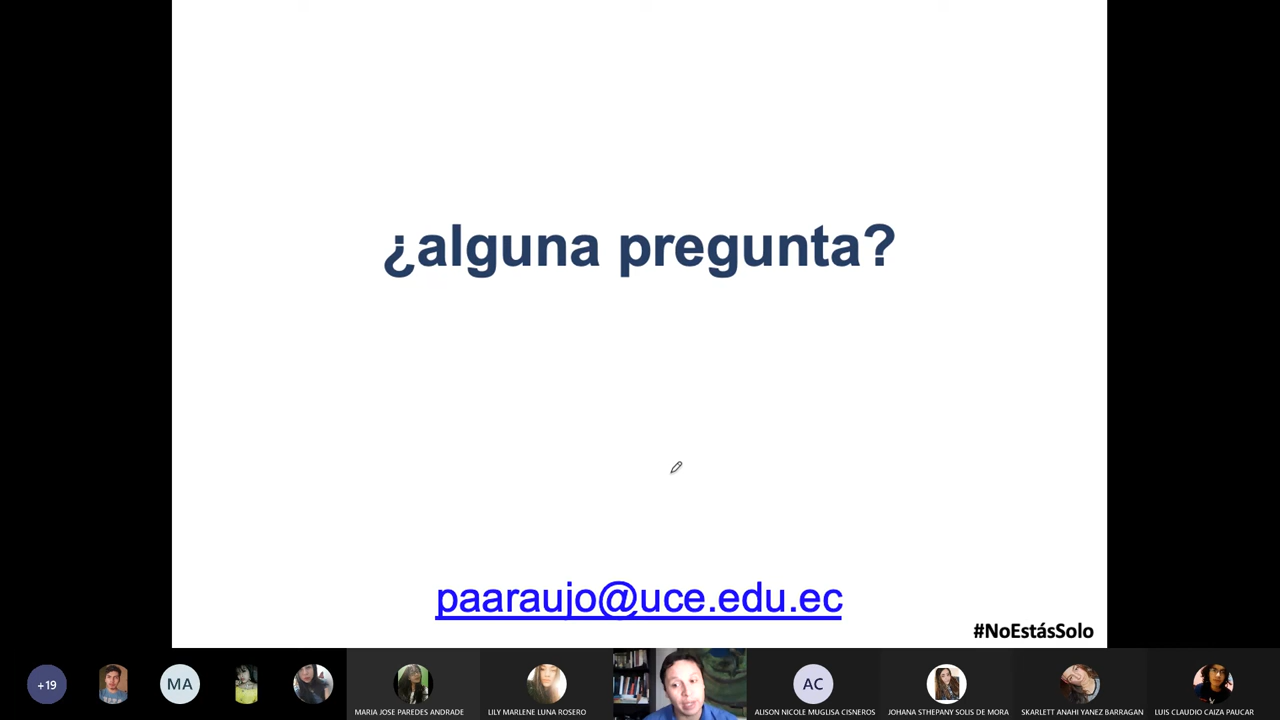 ¿alguna pregunta?
paaraujo@uce.edu.ec
#NoEstásSolo
+19
MA
AC
MARIA JOSE PAREDES ANDRADE
LILY MARLENE LUNA ROSERO
ALISON NICOLE MUGLISA CISNEROS
JOHANA STHEPANY SOLIS DE MORA
SKARLETT ANAHI YANEZ BARRAGAN
LUIS CLAUDIO CAIZA PAUCAR